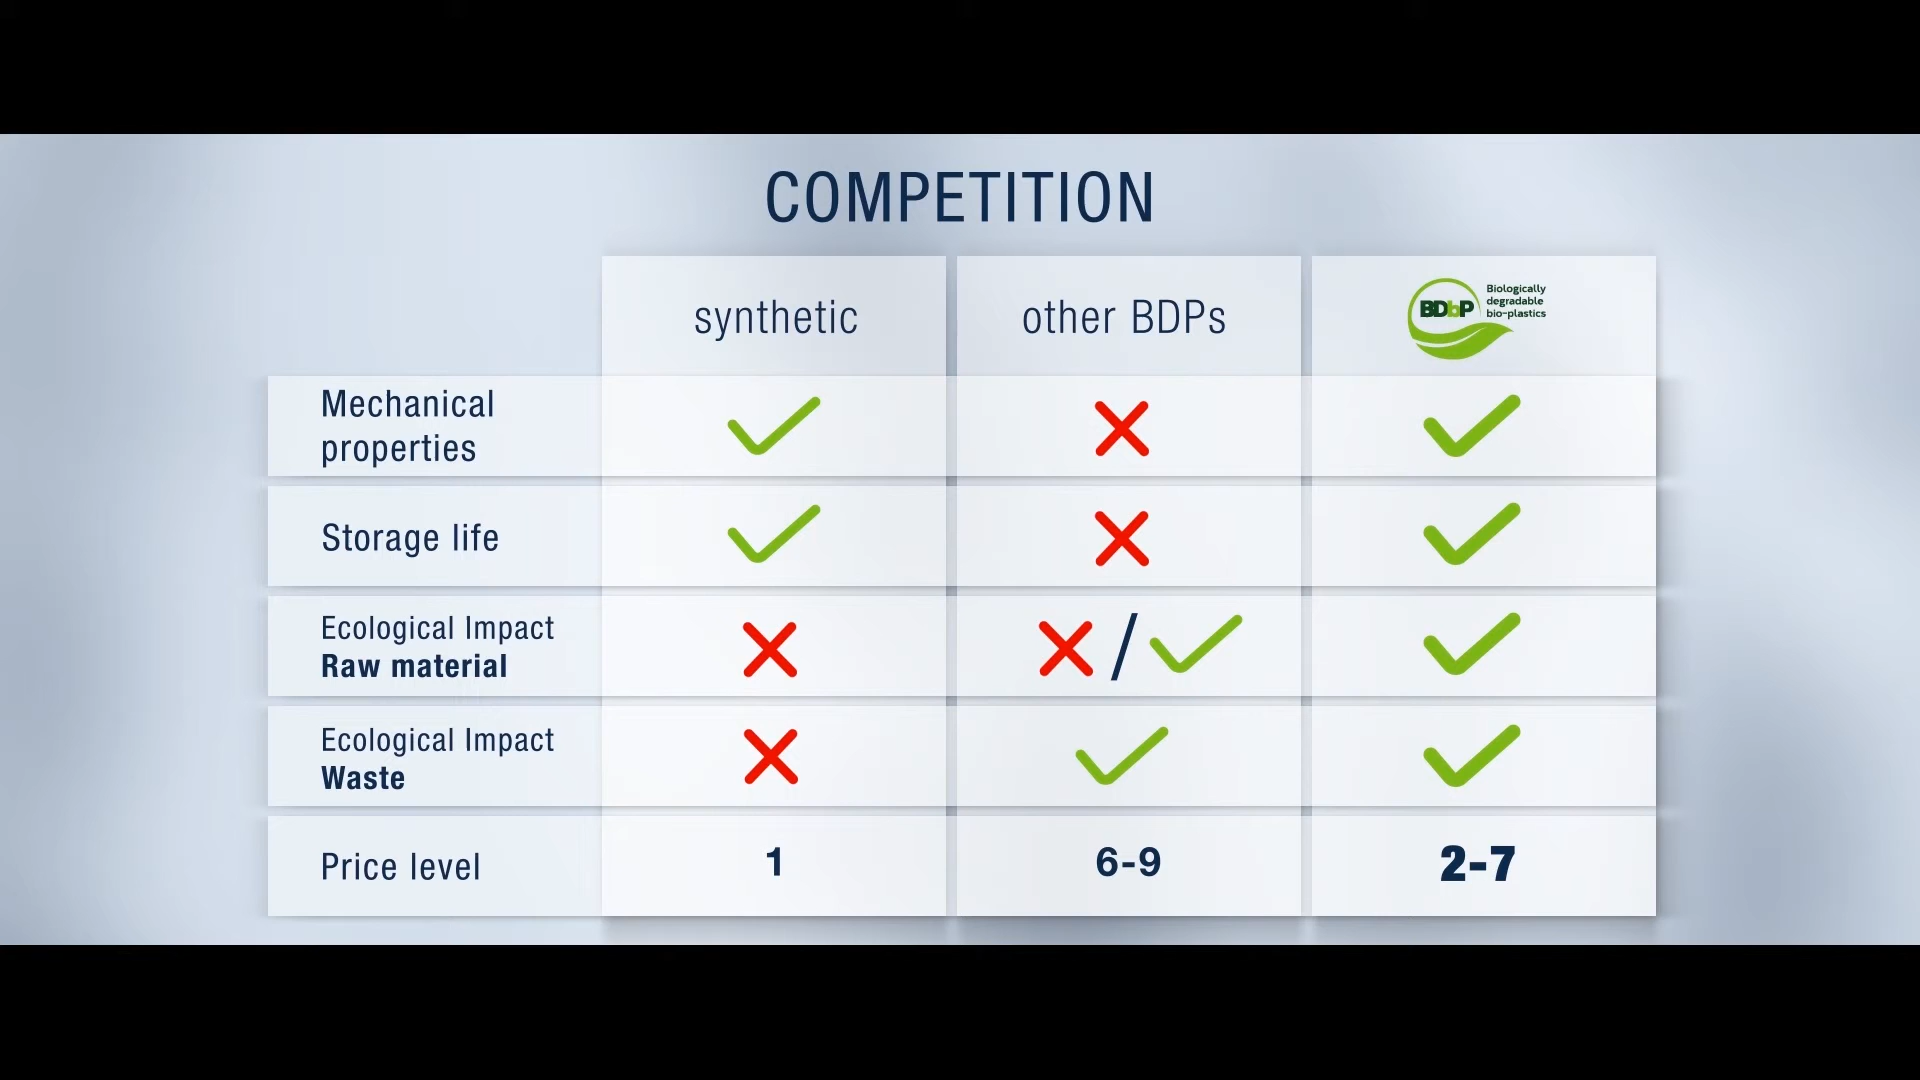 COMPETITION
synthetic
other BDPs
BDbP
Biologically
degradable
bio-plastics
Mechanical
properties
Storage life
Ecological Impact
Raw material
/
Ecological Impact
Waste
Price level
1
6-9
2-7